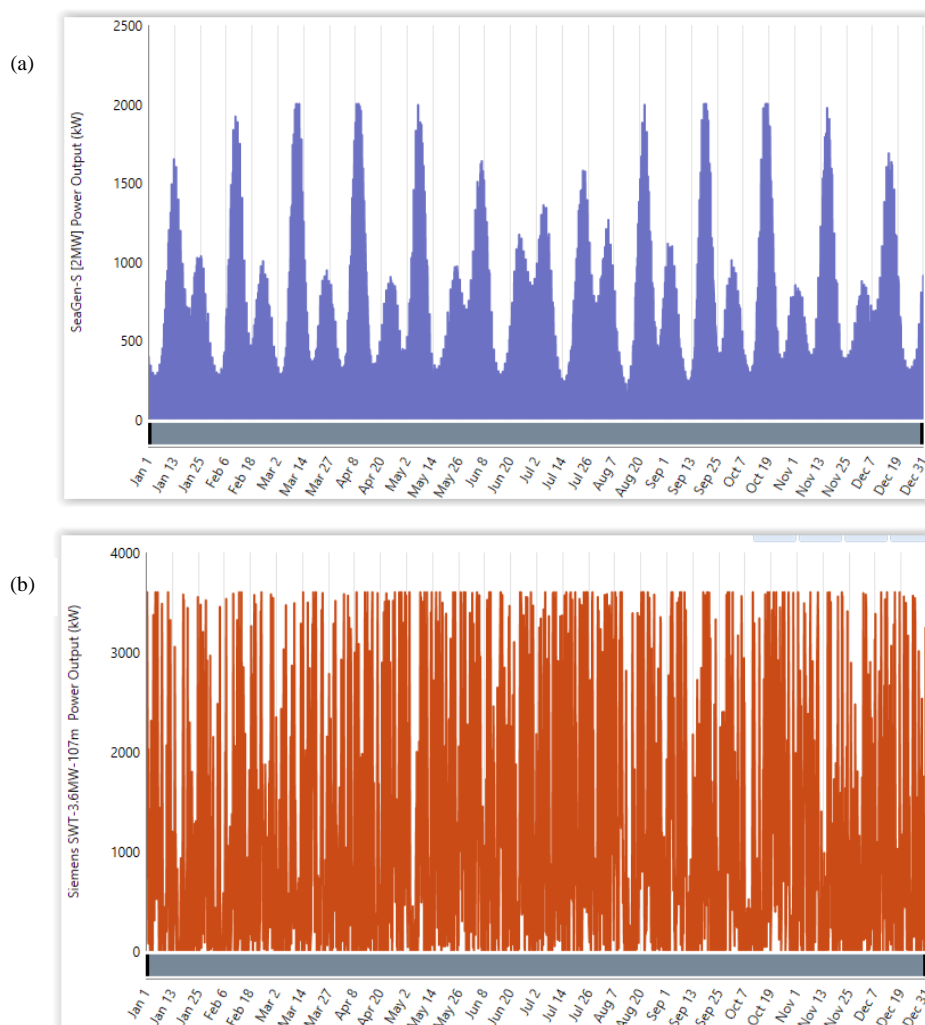 (a)
SeaGen-S [2MW] Power Output (kW)
2500
2000
1500
1000
500
0
Jan 1
Jan 13
Jan 25
Feb 6
Feb 18
Mar 2
Mar 14
Mar 27
Apr 8
Apr 20
May 2
May 14
May 26
Jun 8
Jun 20
Jul 2
Jul 14
Jul 26
Aug 7
Aug 20
Sep 1
Sep 13
Sep 25
Oct 7
Oct 19
Nov 1
Nov 13
Nov 25
Dec 7
Dec 19
Dec 31
(b)
Siemens SWT-3.6MW-107m Power Output (kW)
4000
3000
2000
1000
0
Jan 1
Jan 13
Jan 25
Feb 6
Feb 18
Mar 2
Mar 14
Mar 27
Apr 8
Apr 20
May 2
May 14
May 26
Jun 8
Jun 20
Jul 2
Jul 14
Jul 26
Aug 7
Aug 20
Sep 1
Sep 13
Sep 25
Oct 7
Oct 19
Nov 1
Nov 13
Nov 25
Dec 7
Dec 19
Dec 31